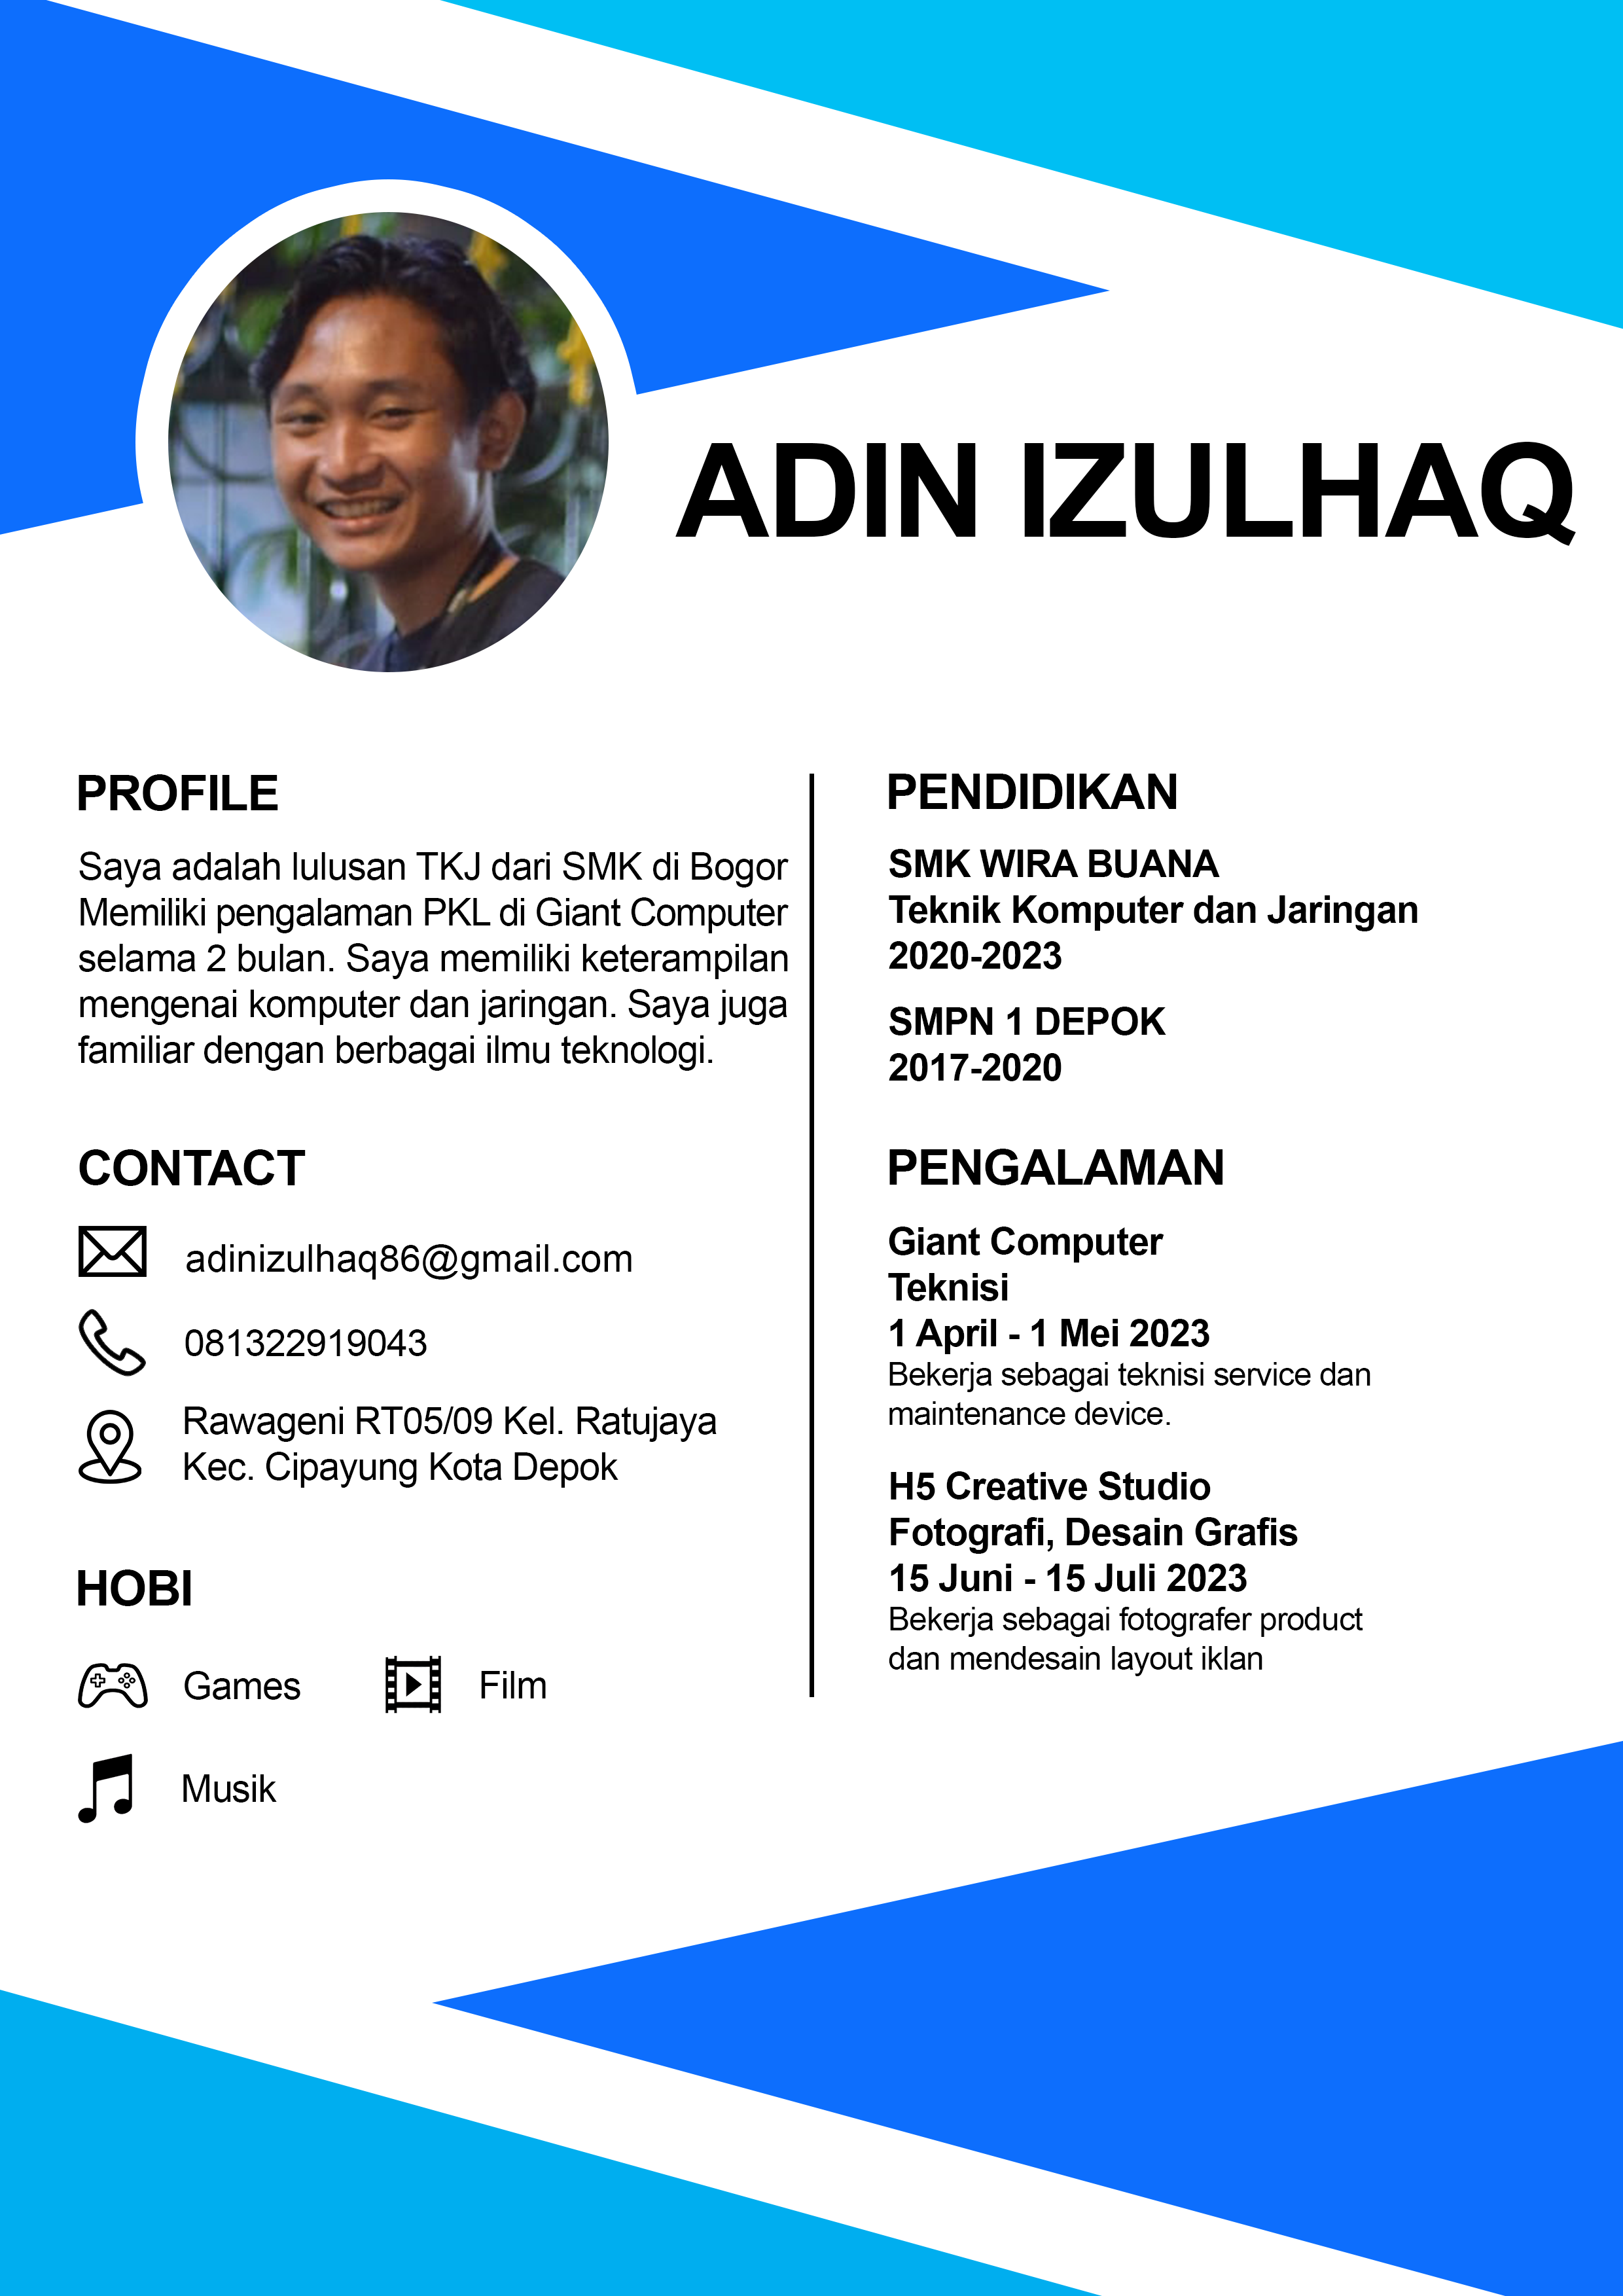 ADIN IZULHAQ
PROFILE
Saya adalah lulusan TKJ dari SMK di Bogor
Memiliki pengalaman PKL di Giant Computer
selama 2 bulan. Saya memiliki keterampilan
mengenai komputer dan jaringan. Saya juga
familiar dengan berbagai ilmu teknologi.
CONTACT
adinizulhaq86@gmail.com
081322919043
Rawageni RT05/09 Kel. Ratujaya
Kec. Cipayung Kota Depok
HOBI
Games
Film
Musik
PENDIDIKAN
SMK WIRA BUANA
Teknik Komputer dan Jaringan
2020-2023
SMPN 1 DEPOK
2017-2020
PENGALAMAN
Giant Computer
Teknisi
1 April - 1 Mei 2023
Bekerja sebagai teknisi service dan
maintenance device.
H5 Creative Studio
Fotografi, Desain Grafis
15 Juni - 15 Juli 2023
Bekerja sebagai fotografer product
dan mendesain layout iklan